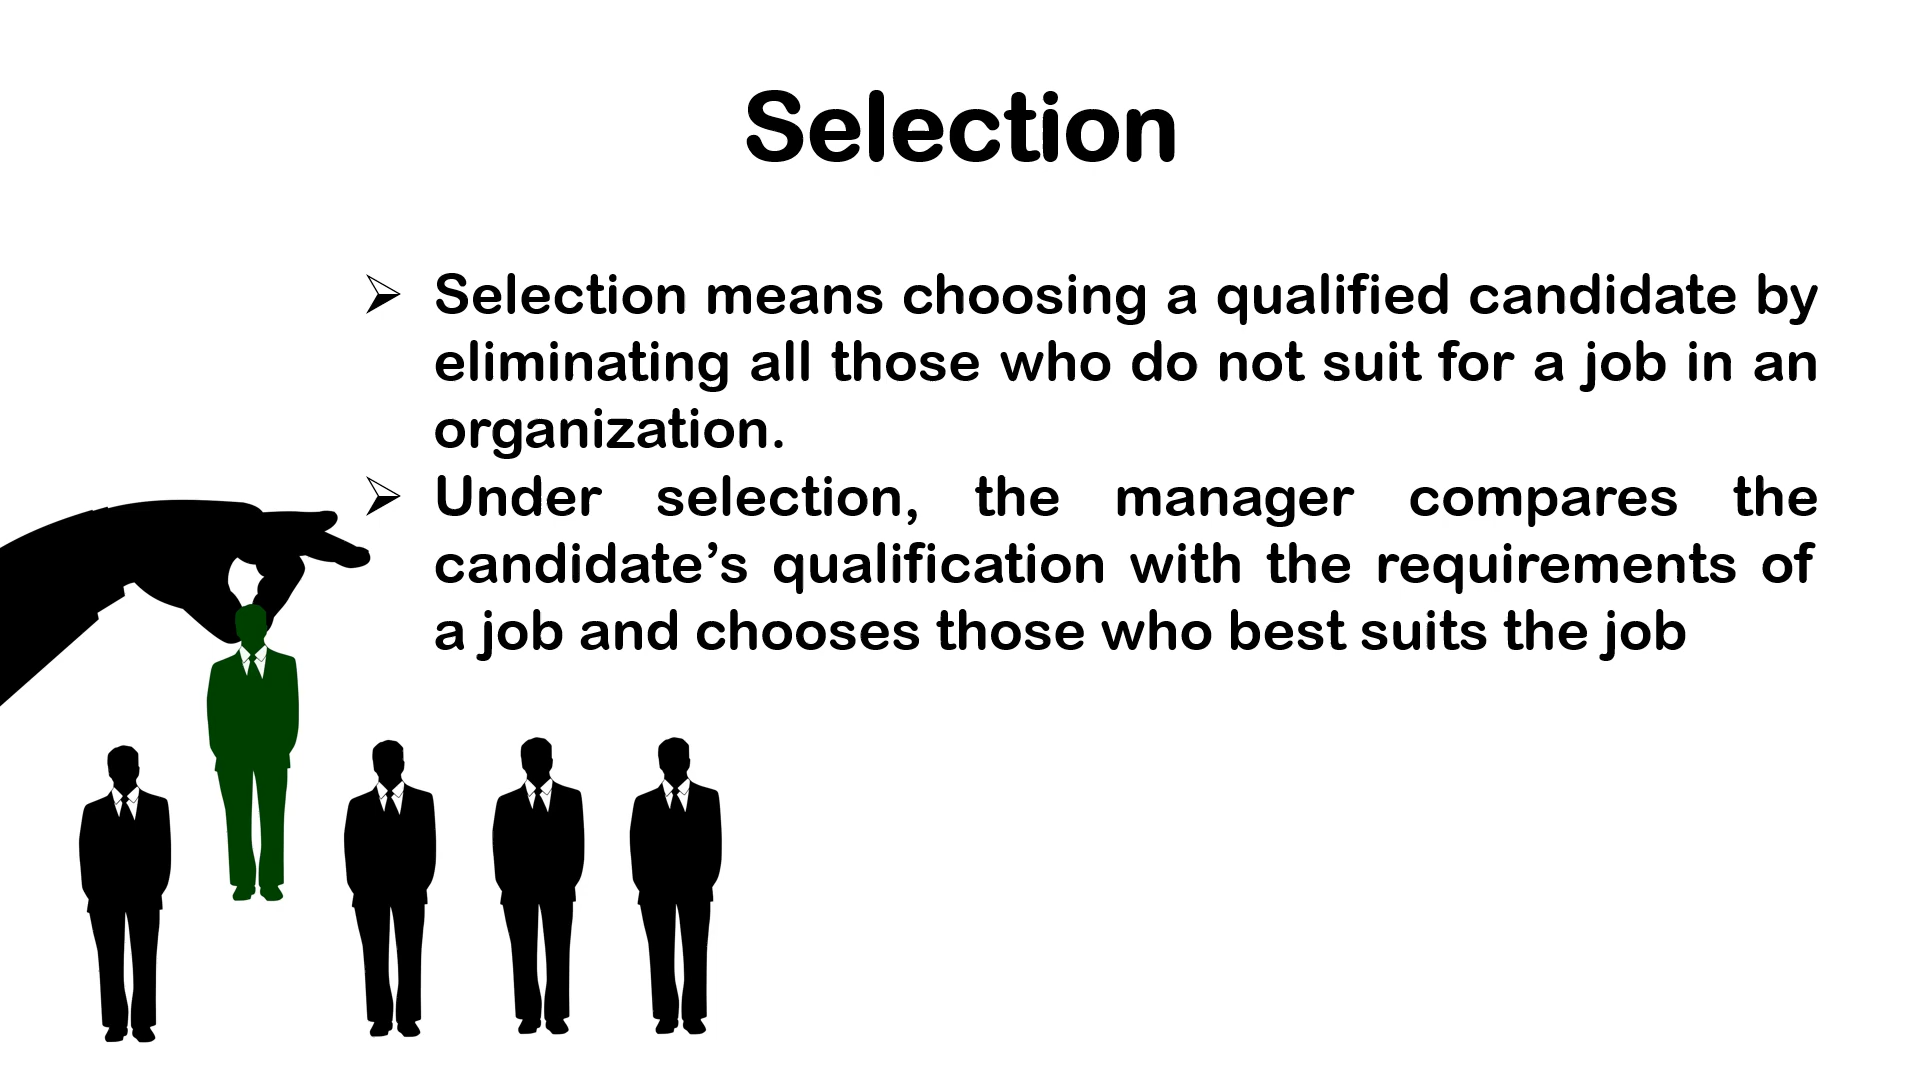 Selection
➢ Selection means choosing a qualified candidate by
eliminating all those who do not suit for a job in an
organization.
➢ Under selection, the manager compares the
candidate’s qualification with the requirements of
a job and chooses those who best suits the job